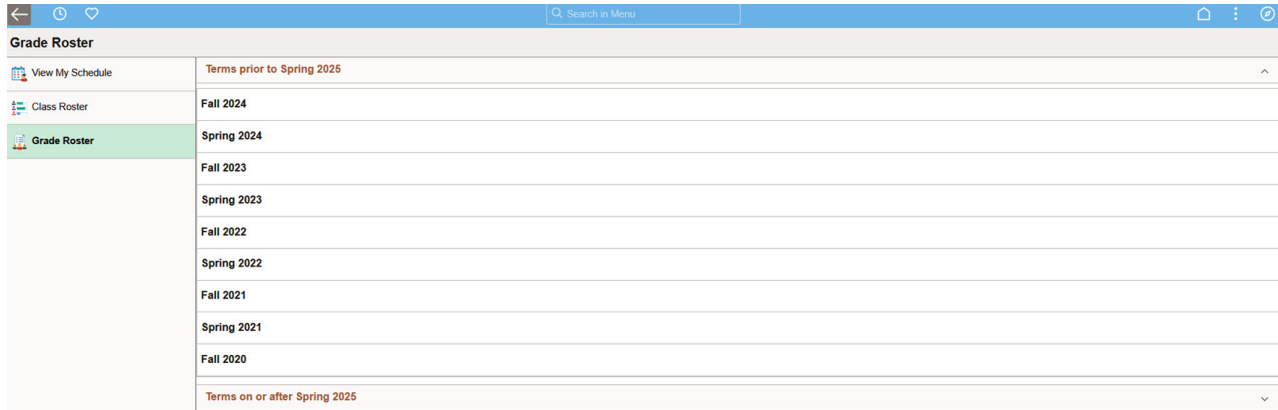 Search in Menu
Grade Roster
View My Schedule
Class Roster
Grade Roster
Terms prior to Spring 2025
Fall 2024
Spring 2024
Fall 2023
Spring 2023
Fall 2022
Spring 2022
Fall 2021
Spring 2021
Fall 2020
Terms on or after Spring 2025